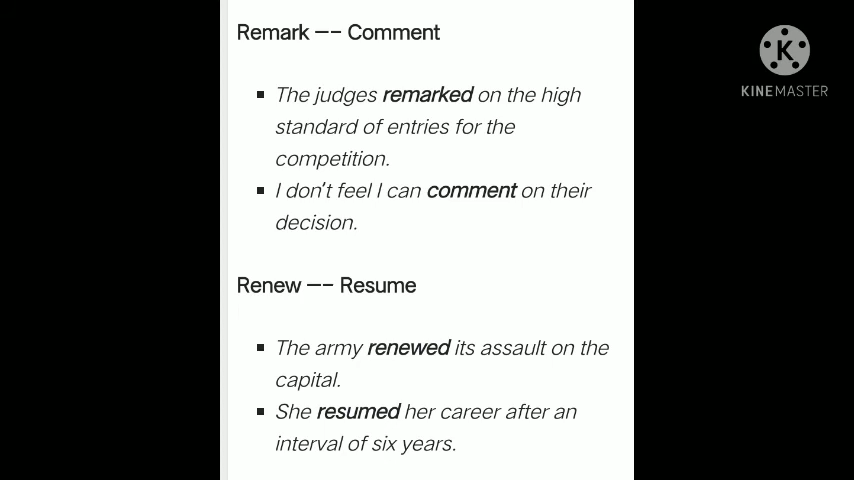 Remark –– Comment
▪ The judges remarked on the high
standard of entries for the
competition.
▪ I don't feel I can comment on their
decision.
Renew –– Resume
▪ The army renewed its assault on the
capital.
▪ She resumed her career after an
interval of six years.
K
KINEMASTER